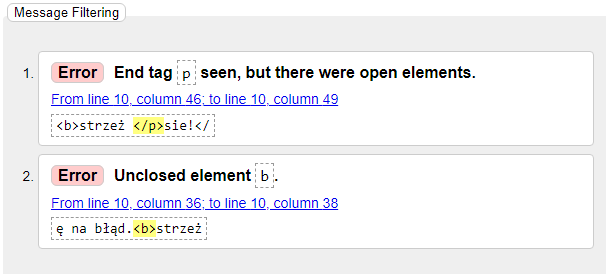 Message Filtering
1. Error End tag p seen, but there were open elements.
From line 10, column 46; to line 10, column 49
<b>strzeż </p>sie!</
2. Error Unclosed element b.
From line 10, column 36; to line 10, column 38
ę na błąd.<b>strzeż